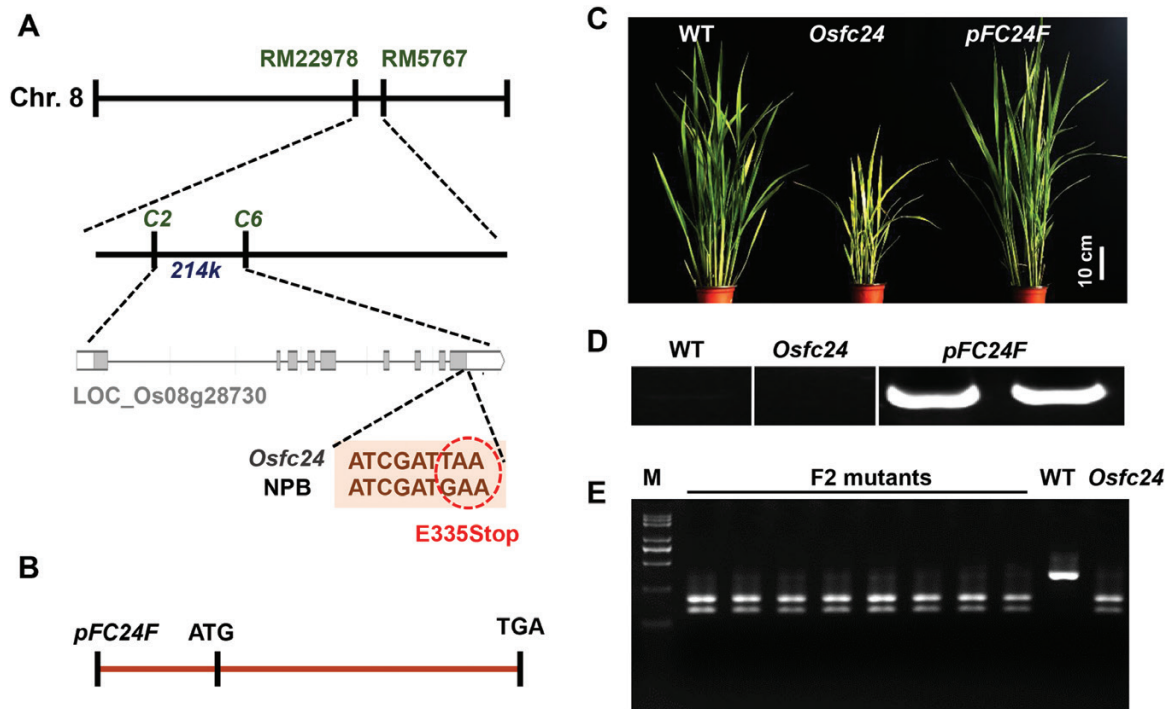 A
RM22978 RM5767
Chr. 8
C2 C6
214k
LOC_Os08g28730
Osfc24 ATCGATTAA
NPB ATCGATGAA
E335Stop
B
pFC24F ATG TGA
C
WT Osfc24 pFC24F
10 cm
D
WT Osfc24 pFC24F
E
M F2 mutants WT Osfc24